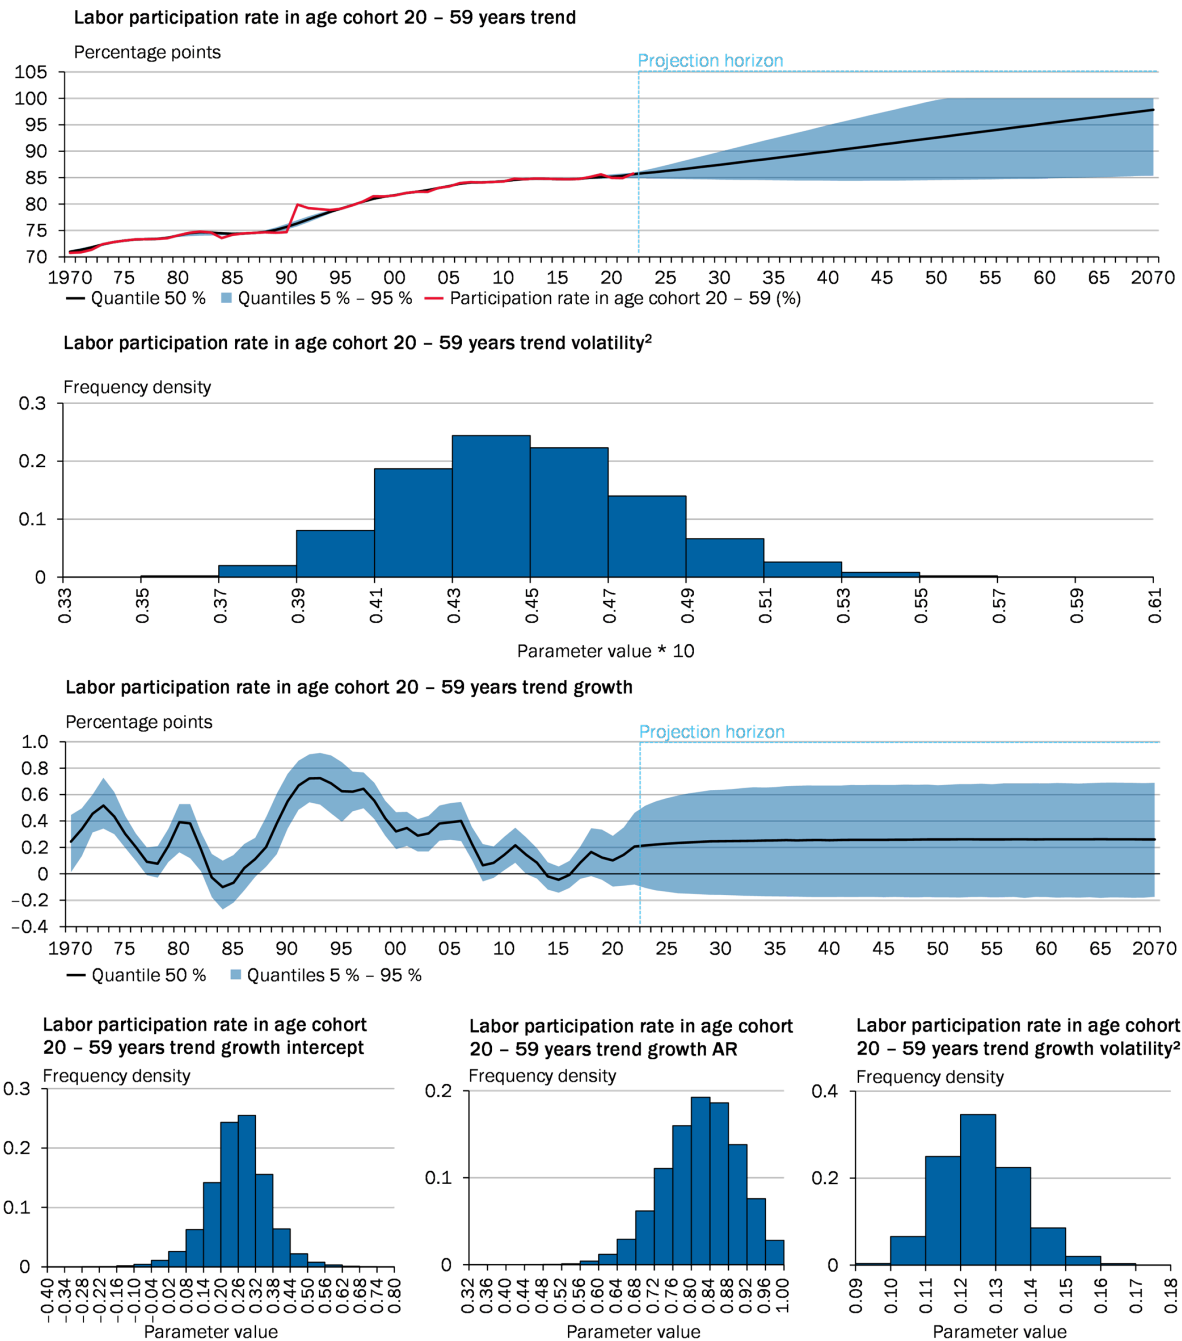 Labor participation rate in age cohort 20 – 59 years trend
Percentage points
Projection horizon
105
100
95
90
85
80
75
70
1970 75 80 85 90 95 00 05 10 15 20 25 30 35 40 45 50 55 60 65 2070
Quantile 50 % Quantiles 5 % – 95 % Participation rate in age cohort 20 – 59 (%)
Labor participation rate in age cohort 20 – 59 years trend volatility²
Frequency density
0.3
0.2
0.1
0
0.33 0.35 0.37 0.39 0.41 0.43 0.45 0.47 0.49 0.51 0.53 0.55 0.57 0.59 0.61
Parameter value * 10
Labor participation rate in age cohort 20 – 59 years trend growth
Percentage points
Projection horizon
1.0
0.8
0.6
0.4
0.2
0
−0.2
−0.4
1970 75 80 85 90 95 00 05 10 15 20 25 30 35 40 45 50 55 60 65 2070
Quantile 50 % Quantiles 5 % – 95 %
Labor participation rate in age cohort
20 – 59 years trend growth intercept
Frequency density
0.3
0.2
0.1
0
−0.40 −0.34 −0.28 −0.22 −0.16 −0.10 −0.04 0.02 0.08 0.14 0.20 0.26 0.32 0.38 0.44 0.50 0.56 0.62 0.68 0.74 0.80
Parameter value
Labor participation rate in age cohort
20 – 59 years trend growth AR
Frequency density
0.2
0.1
0
0.32 0.36 0.40 0.44 0.48 0.52 0.56 0.60 0.64 0.68 0.72 0.76 0.80 0.84 0.88 0.92 0.96 1.00
Parameter value
Labor participation rate in age cohort
20 – 59 years trend growth volatility²
Frequency density
0.4
0.2
0
0.09 0.10 0.11 0.12 0.13 0.14 0.15 0.16 0.17 0.18
Parameter value